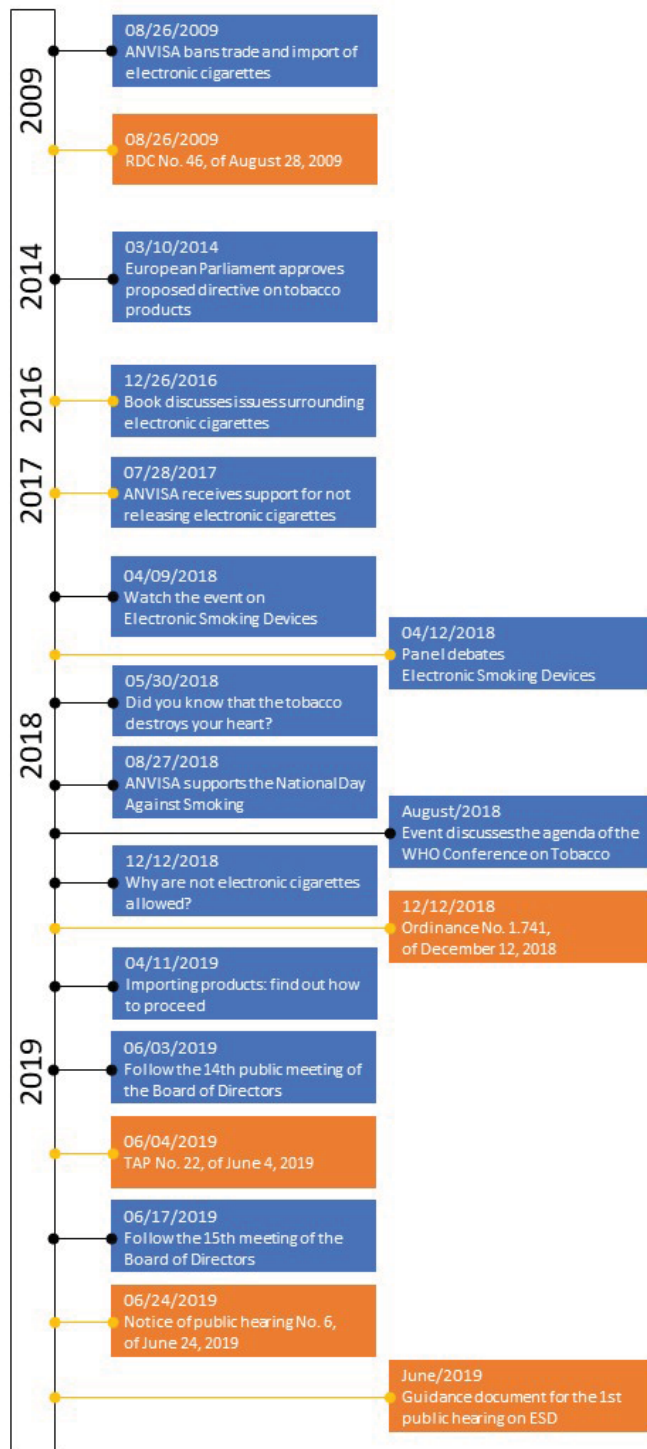 2009
08/26/2009
ANVISA bans trade and import of
electronic cigarettes
08/26/2009
RDC No. 46, of August 28, 2009
2014
03/10/2014
European Parliament approves
proposed directive on tobacco
products
2016
12/26/2016
Book discusses issues surrounding
electronic cigarettes
2017
07/28/2017
ANVISA receives support for not
releasing electronic cigarettes
2018
04/09/2018
Watch the event on
Electronic Smoking Devices
04/12/2018
Panel debates
Electronic Smoking Devices
05/30/2018
Did you know that the tobacco
destroys your heart?
08/27/2018
ANVISA supports the National Day
Against Smoking
August/2018
Event discusses the agenda of the
WHO Conference on Tobacco
12/12/2018
Why are not electronic cigarettes
allowed?
12/12/2018
Ordinance No. 1.741,
of December 12, 2018
2019
04/11/2019
Importing products: find out how
to proceed
06/03/2019
Follow the 14th public meeting of
the Board of Directors
06/04/2019
TAP No. 22, of June 4, 2019
06/17/2019
Follow the 15th meeting of the
Board of Directors
06/24/2019
Notice of public hearing No. 6,
of June 24, 2019
June/2019
Guidance document for the 1st
public hearing on ESD